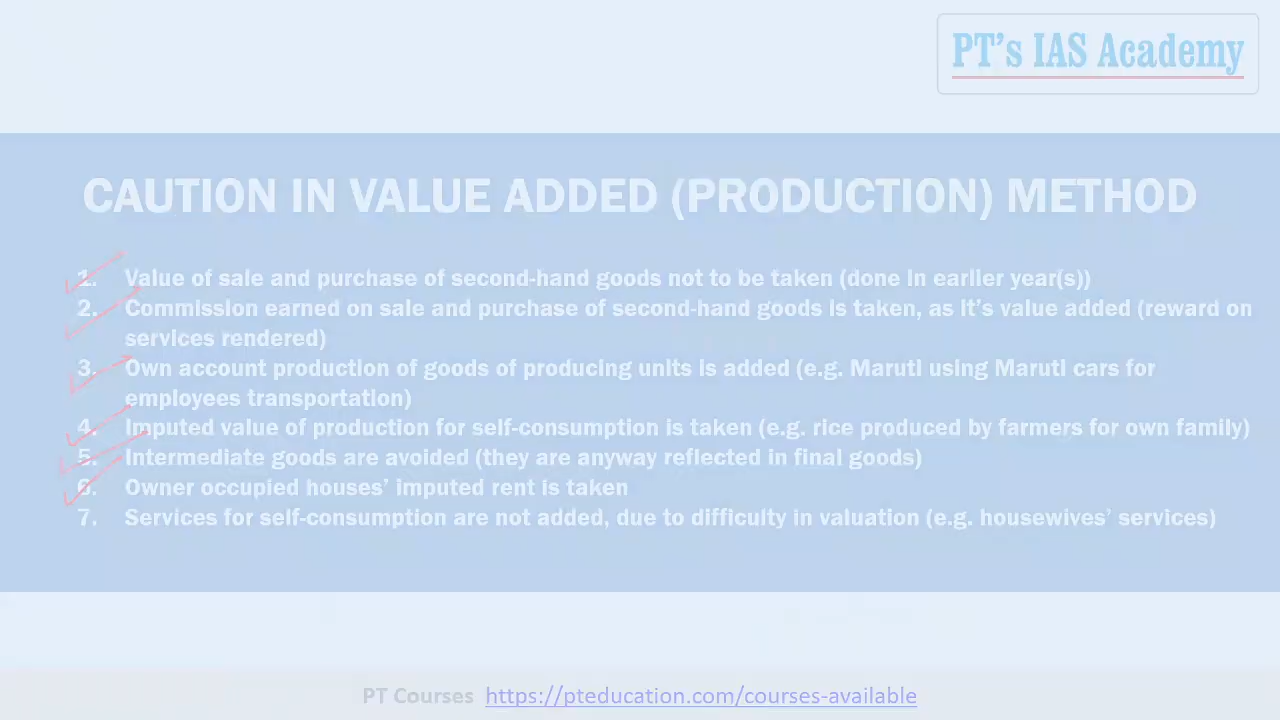 PT's IAS Academy
CAUTION IN VALUE ADDED (PRODUCTION) METHOD
1. Value of sale and purchase of second-hand goods not to be taken (done in earlier year(s))
2. Commission earned on sale and purchase of second-hand goods is taken, as it's value added (reward on
services rendered)
3. Own account production of goods of producing units is added (e.g. Maruti using Maruti cars for
employees transportation)
4. Imputed value of production for self-consumption is taken (e.g. rice produced by farmers for own family)
5. Intermediate goods are avoided (they are anyway reflected in final goods)
6. Owner occupied houses' imputed rent is taken
7. Services for self-consumption are not added, due to difficulty in valuation (e.g. housewives' services)
PT Courses https://pteducation.com/courses-available